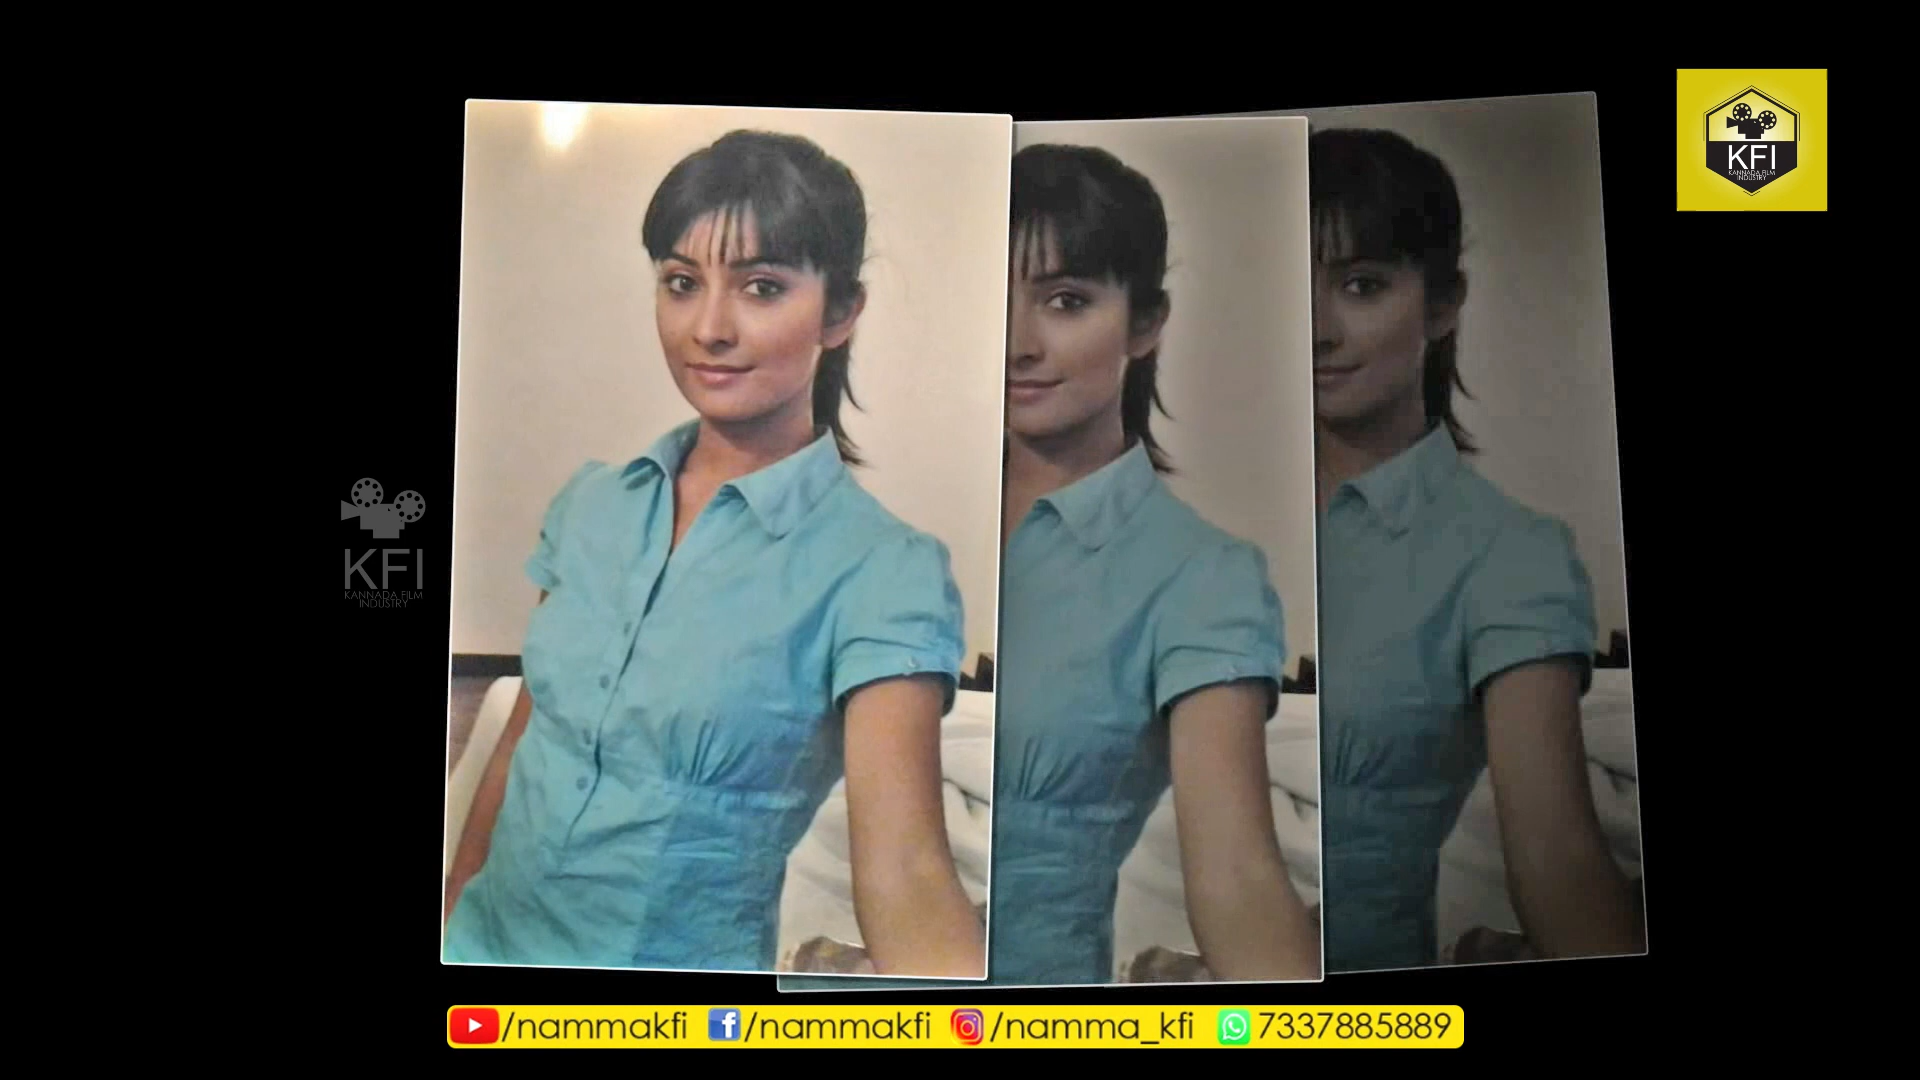 KFI
KANNADA FILM
INDUSTRY
KFI
KANNADA FILM
INDUSTRY
/nammakfi /nammakfi /namma_kfi 7337885889